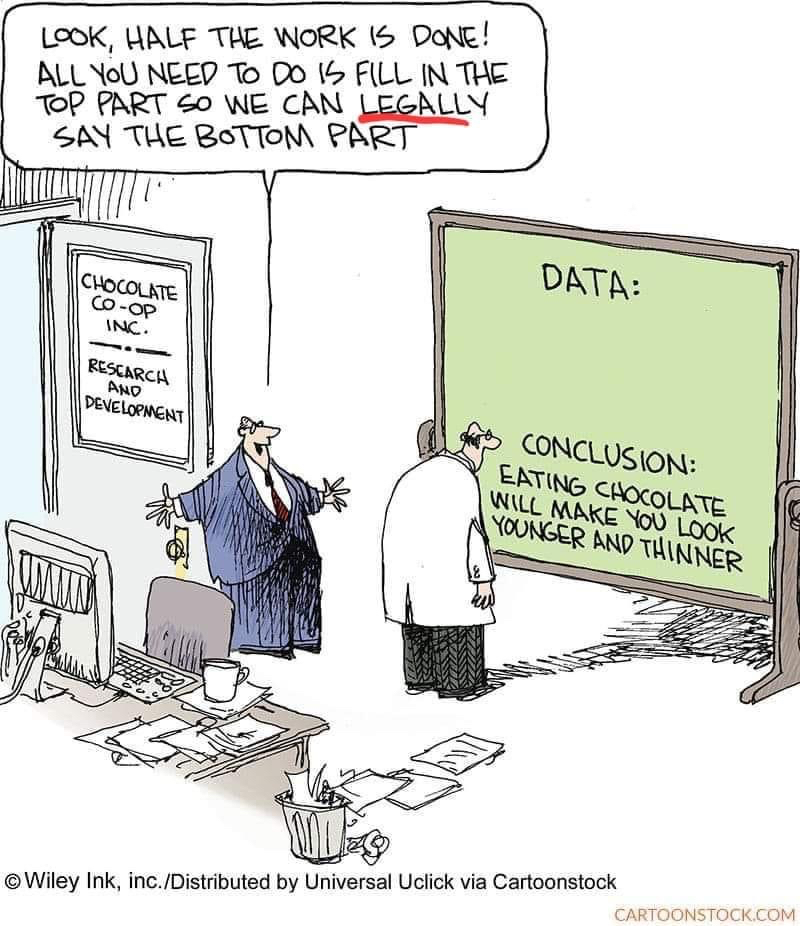 LOOK, HALF THE WORK IS DONE!
ALL YOU NEED TO DO IS FILL IN THE
TOP PART SO WE CAN LEGALLY
SAY THE BOTTOM PART
CHOCOLATE
CO-OP
INC.
RESEARCH
AND
DEVELOPMENT
DATA:
CONCLUSION:
EATING CHOCOLATE
WILL MAKE YOU LOOK
YOUNGER AND THINNER
© Wiley Ink, inc./Distributed by Universal Uclick via Cartoonstock
CARTOONSTOCK.COM